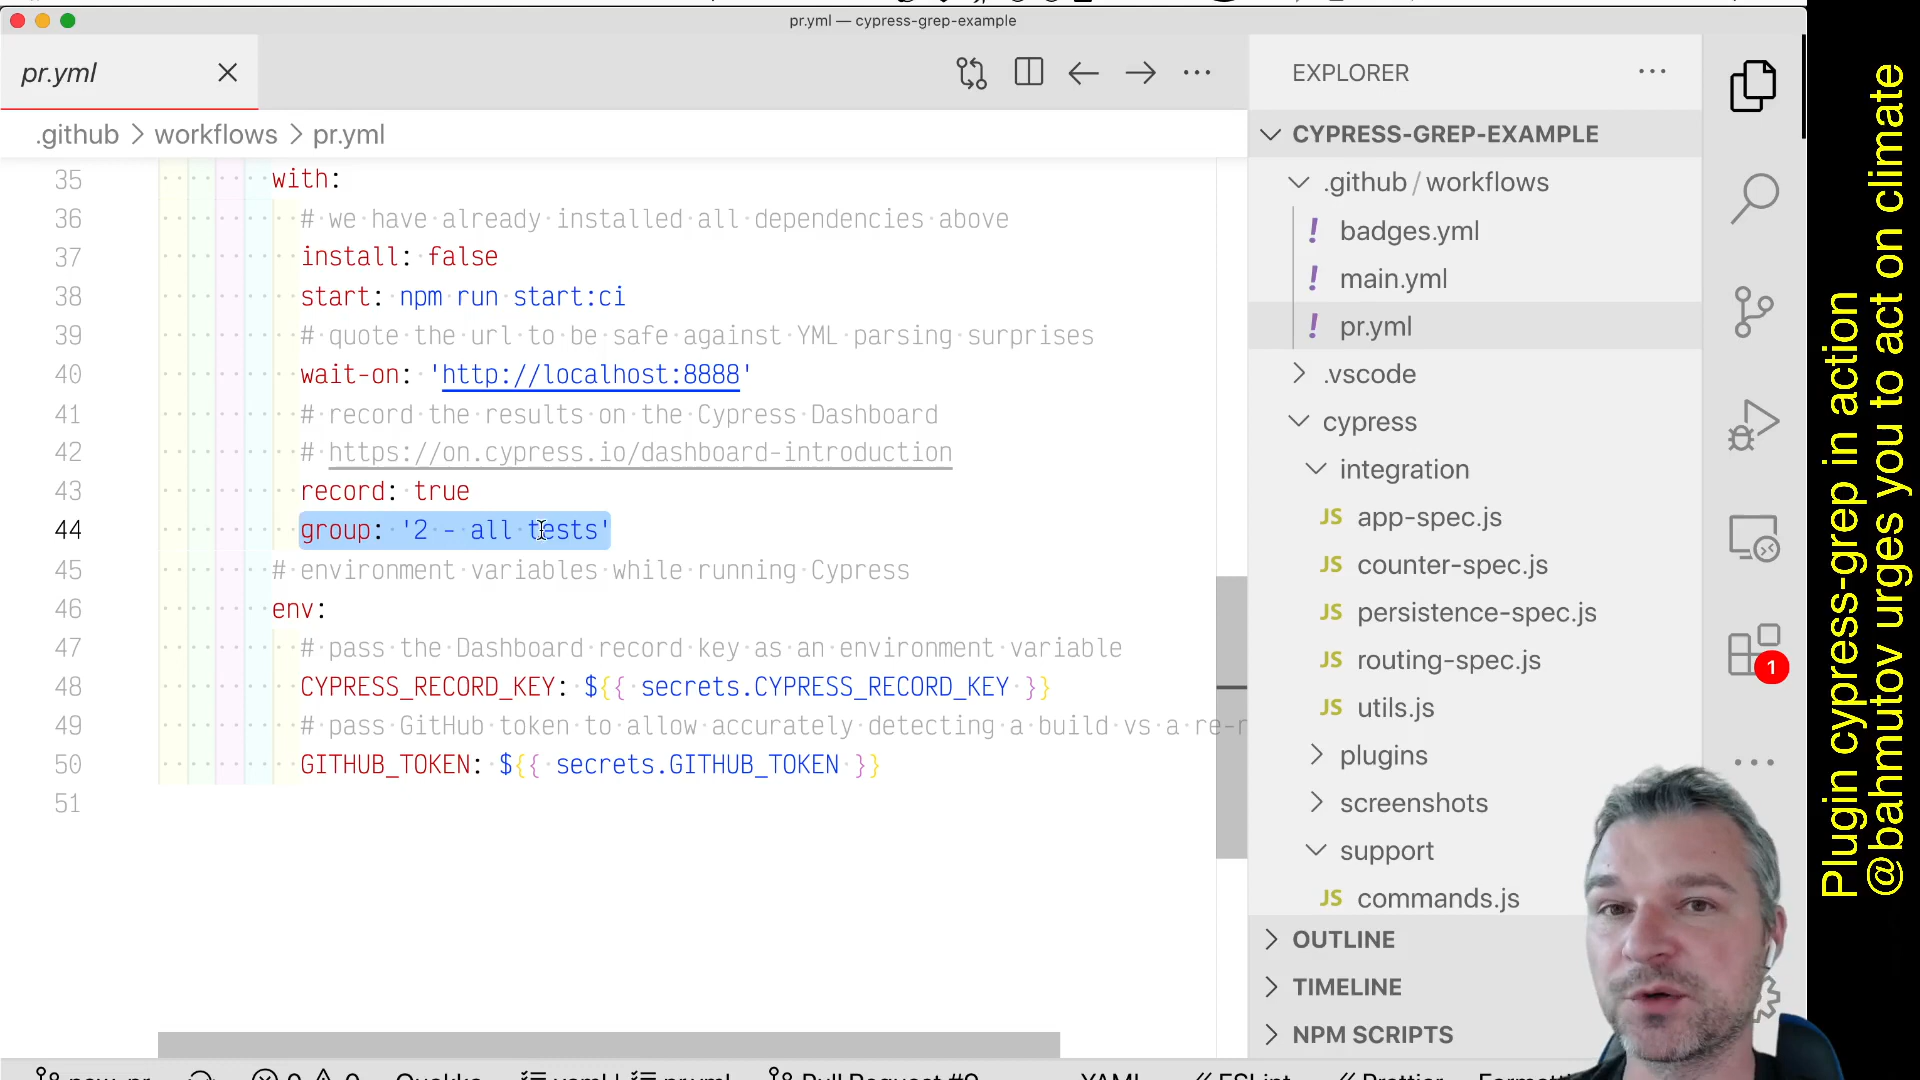 pr.yml — cypress-grep-example
pr.yml
.github > workflows > pr.yml
35 with:
36 # we have already installed all dependencies above
37 install: false
38 start: npm run start:ci
39 # quote the url to be safe against YML parsing surprises
40 wait-on: 'http://localhost:8888'
41 # record the results on the Cypress Dashboard
42 # https://on.cypress.io/dashboard-introduction
43 record: true
44 group: '2 - all tests'
45 # environment variables while running Cypress
46 env:
47 # pass the Dashboard record key as an environment variable
48 CYPRESS_RECORD_KEY: ${{ secrets.CYPRESS_RECORD_KEY }}
49 # pass GitHub token to allow accurately detecting a build vs a re-r
50 GITHUB_TOKEN: ${{ secrets.GITHUB_TOKEN }}
51
EXPLORER
CYPRESS-GREP-EXAMPLE
.github/workflows
! badges.yml
! main.yml
! pr.yml
.vscode
cypress
integration
JS app-spec.js
JS counter-spec.js
JS persistence-spec.js
JS routing-spec.js
JS utils.js
plugins
screenshots
support
JS commands.js
OUTLINE
TIMELINE
NPM SCRIPTS
1
Plugin cypress-grep in action
@bahmutov urges you to act on climate